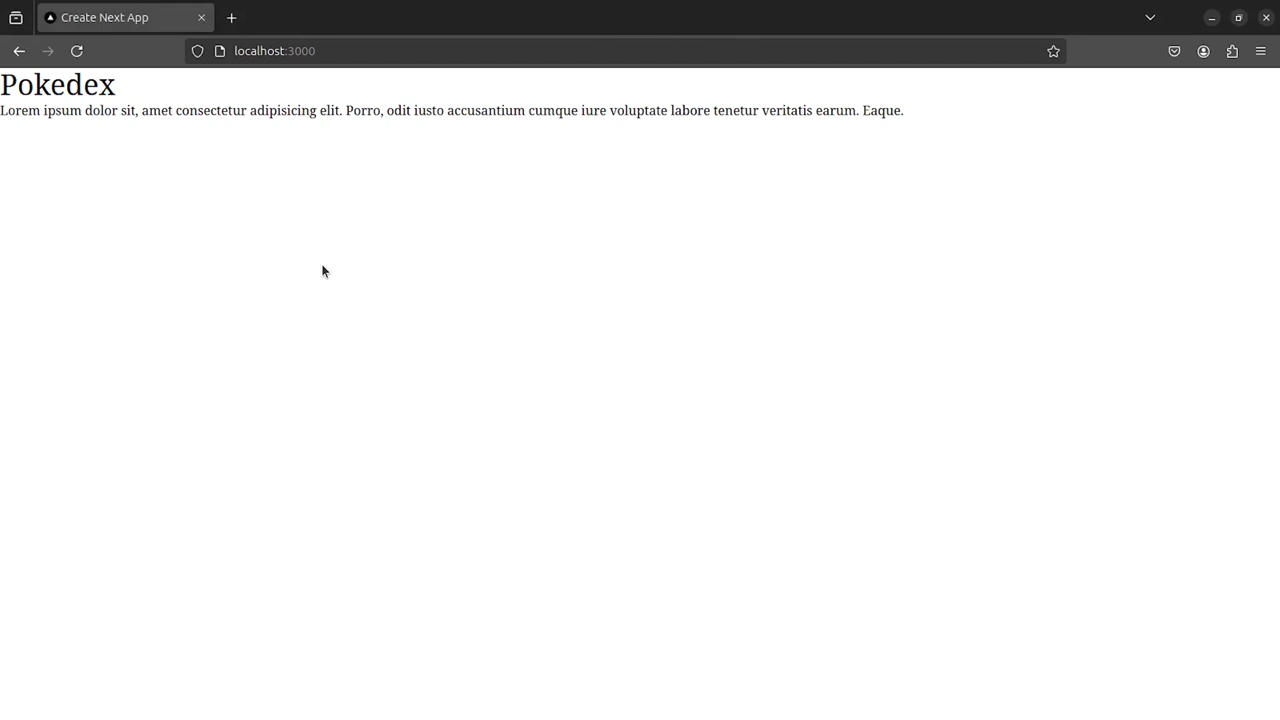 Create Next App
localhost:3000
Pokedex
Lorem ipsum dolor sit, amet consectetur adipisicing elit. Porro, odit iusto accusantium cumque iure voluptate labore tenetur veritatis earum. Eaque.